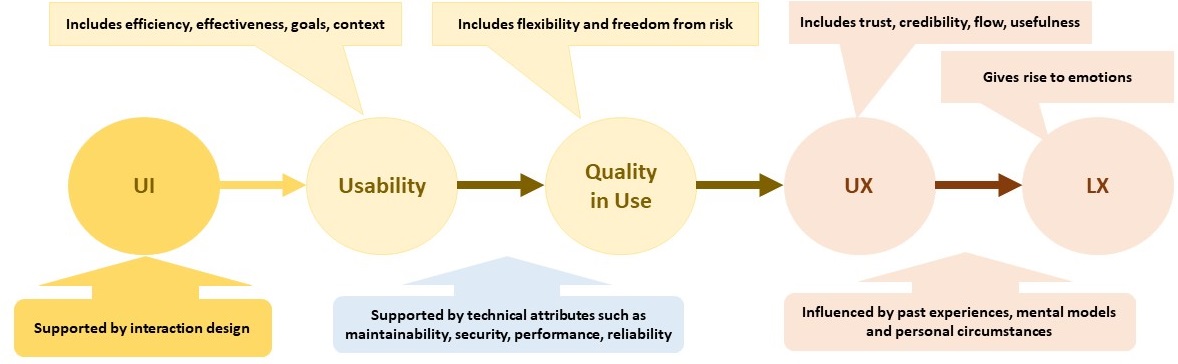 Includes efficiency, effectiveness, goals, context
Includes flexibility and freedom from risk
Includes trust, credibility, flow, usefulness
Gives rise to emotions
UI
Usability
Quality
in Use
UX
LX
Supported by interaction design
Supported by technical attributes such as
maintainability, security, performance, reliability
Influenced by past experiences, mental models
and personal circumstances